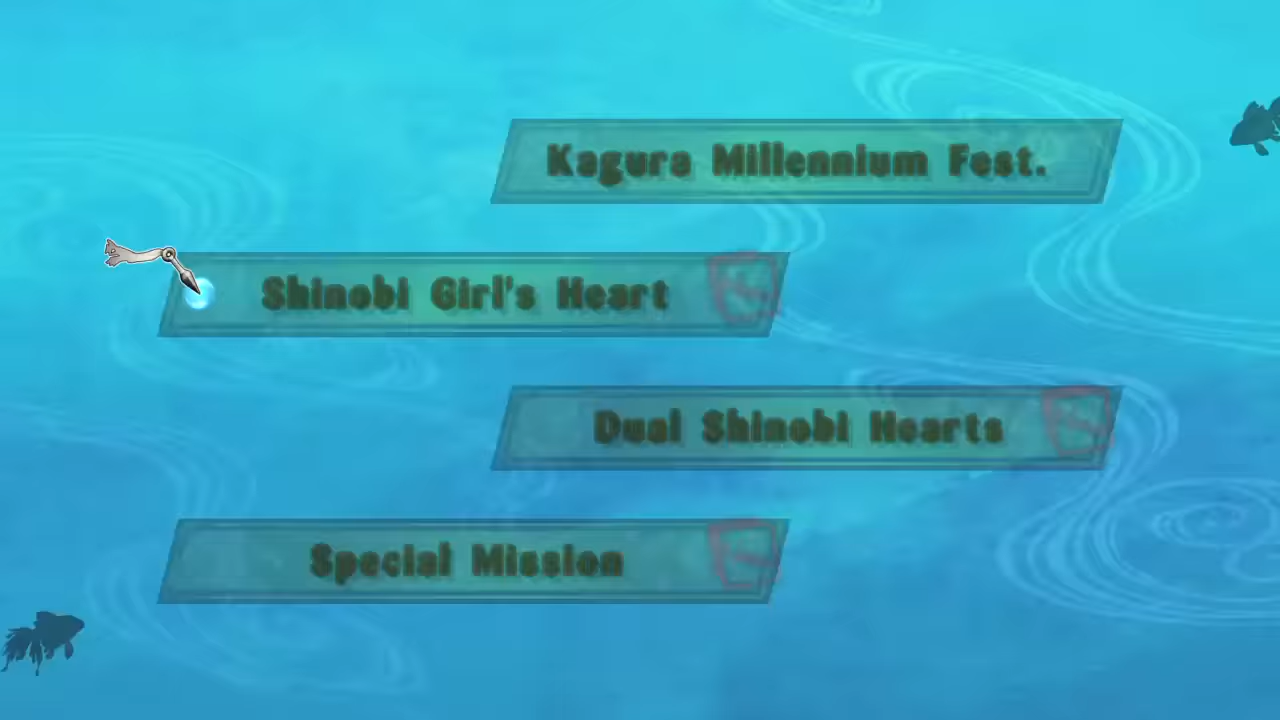 Kagura Millennium Fest.
Shinobi Girl's Heart
Dual Shinobi Hearts
Special Mission